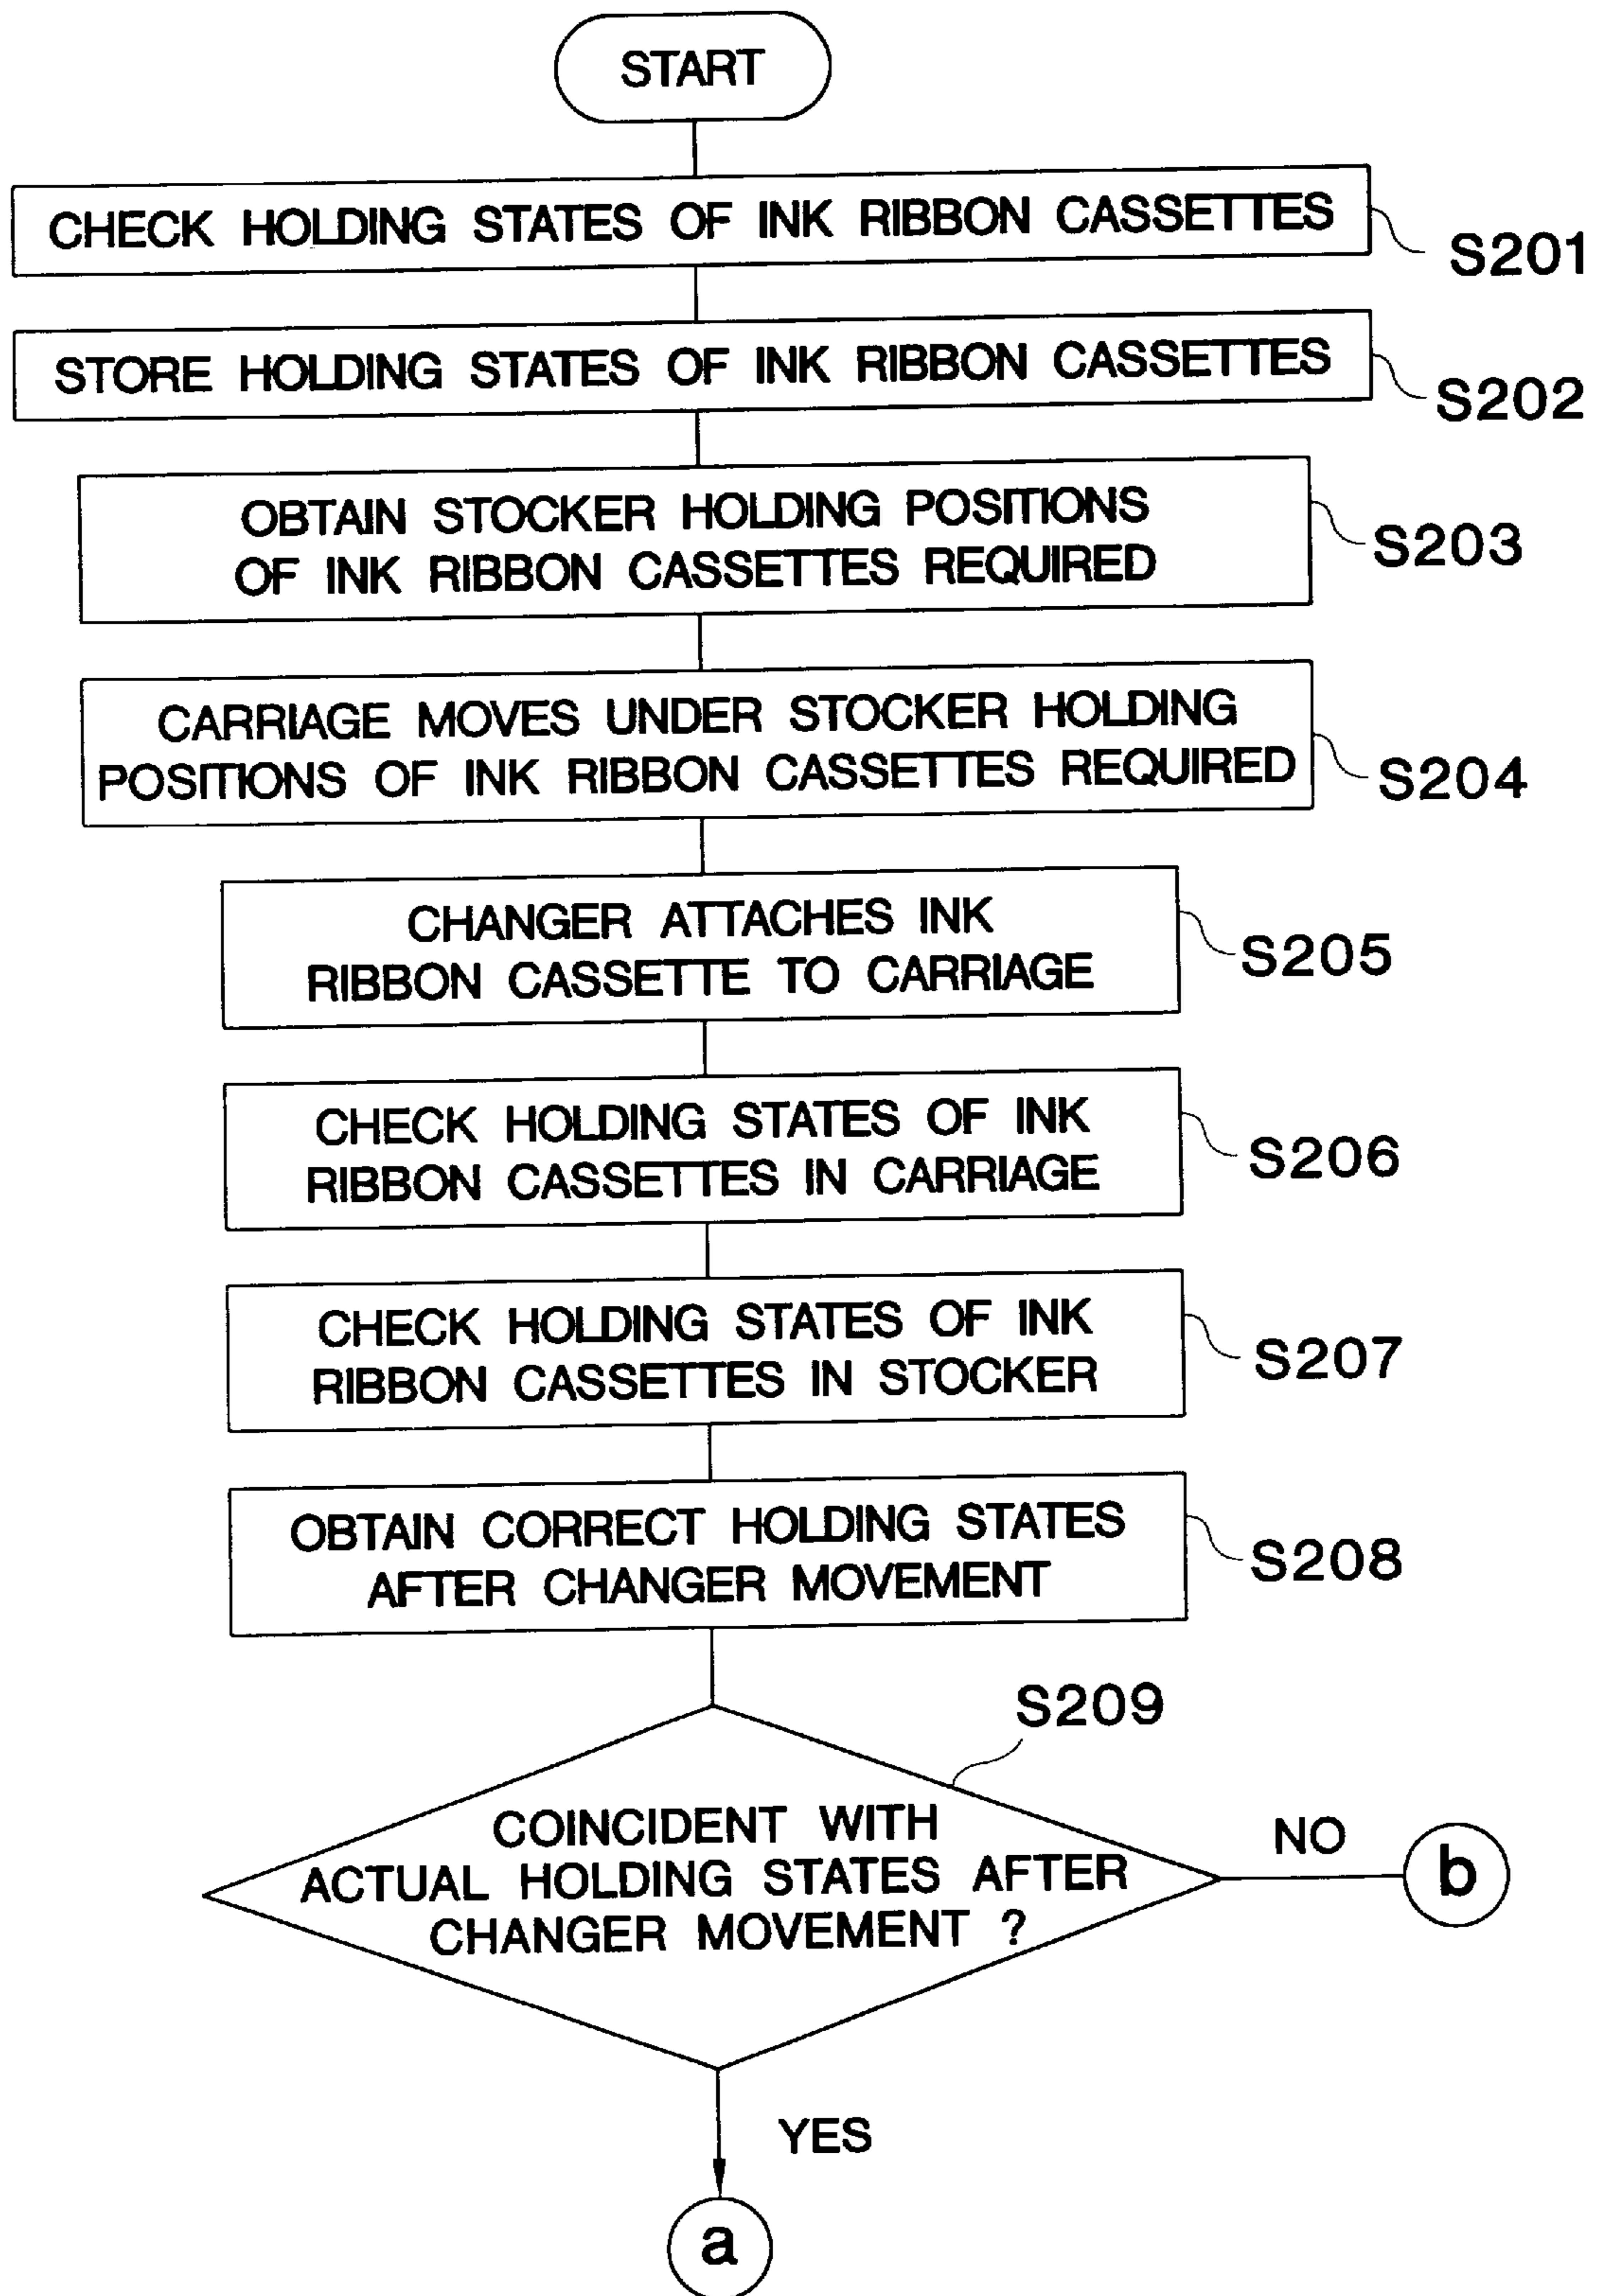 START
CHECK HOLDING STATES OF INK RIBBON CASSETTES
S201
STORE HOLDING STATES OF INK RIBBON CASSETTES
S202
OBTAIN STOCKER HOLDING POSITIONS
OF INK RIBBON CASSETTES REQUIRED
S203
CARRIAGE MOVES UNDER STOCKER HOLDING
POSITIONS OF INK RIBBON CASSETTES REQUIRED
S204
CHANGER ATTACHES INK
RIBBON CASSETTE TO CARRIAGE
S205
CHECK HOLDING STATES OF INK
RIBBON CASSETTES IN CARRIAGE
S206
CHECK HOLDING STATES OF INK
RIBBON CASSETTES IN STOCKER
S207
OBTAIN CORRECT HOLDING STATES
AFTER CHANGER MOVEMENT
S208
S209
COINCIDENT WITH
ACTUAL HOLDING STATES AFTER
CHANGER MOVEMENT ?
NO
b
YES
a